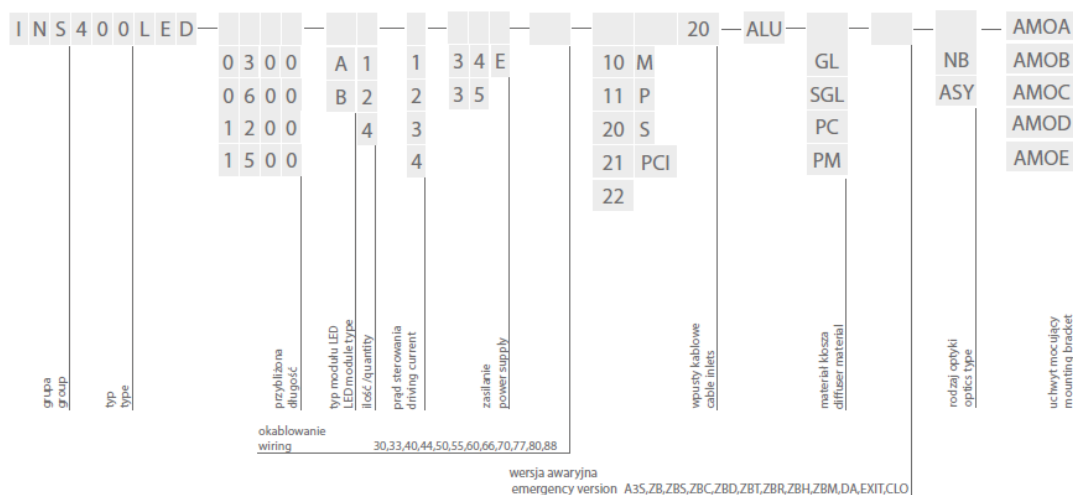 INS400LED 20 ALU AMOA
0300 A 1 1 34E 10 M GL NB AMOB
0600 B 2 2 35 11 P SGL ASY AMOC
1200 4 3 20 S PC AMOD
1500 4 21 PCI PM AMOE
22
grupa
group
typ
type
przybliżona
długość
typ modułu LED
LED module type
ilość /quantity
prąd sterowania
driving current
zasilanie
power supply
wpusty kablowe
cable inlets
materiał klosza
diffuser material
rodzaj optyki
optics type
uchwyt mocujący
mounting bracket
okablowanie
wiring 30,33,40,44,50,55,60,66,70,77,80,88
wersja awaryjna
emergency version A3S,ZB,ZBS,ZBC,ZBD,ZBT,ZBR,ZBH,ZBM,DA,EXIT,CLO